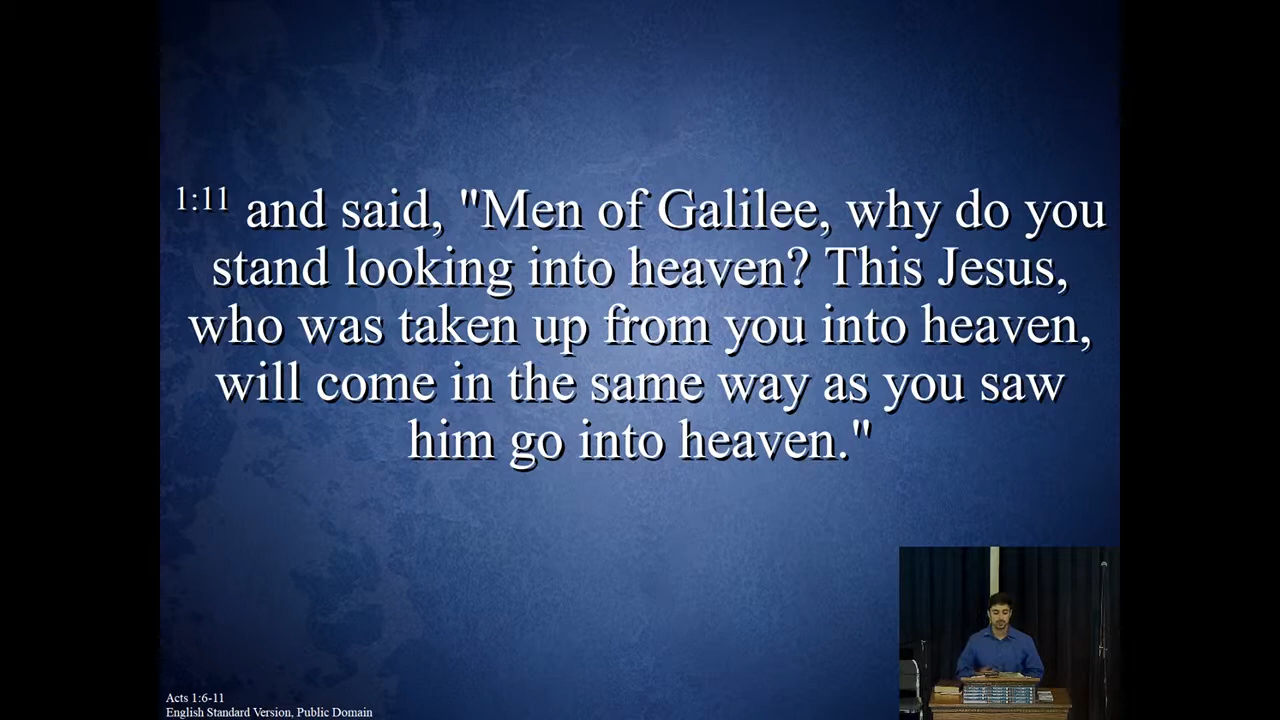 1:11 and said, "Men of Galilee, why do you
stand looking into heaven? This Jesus,
who was taken up from you into heaven,
will come in the same way as you saw
him go into heaven."
Acts 1:6-11
English Standard Version, Public Domain